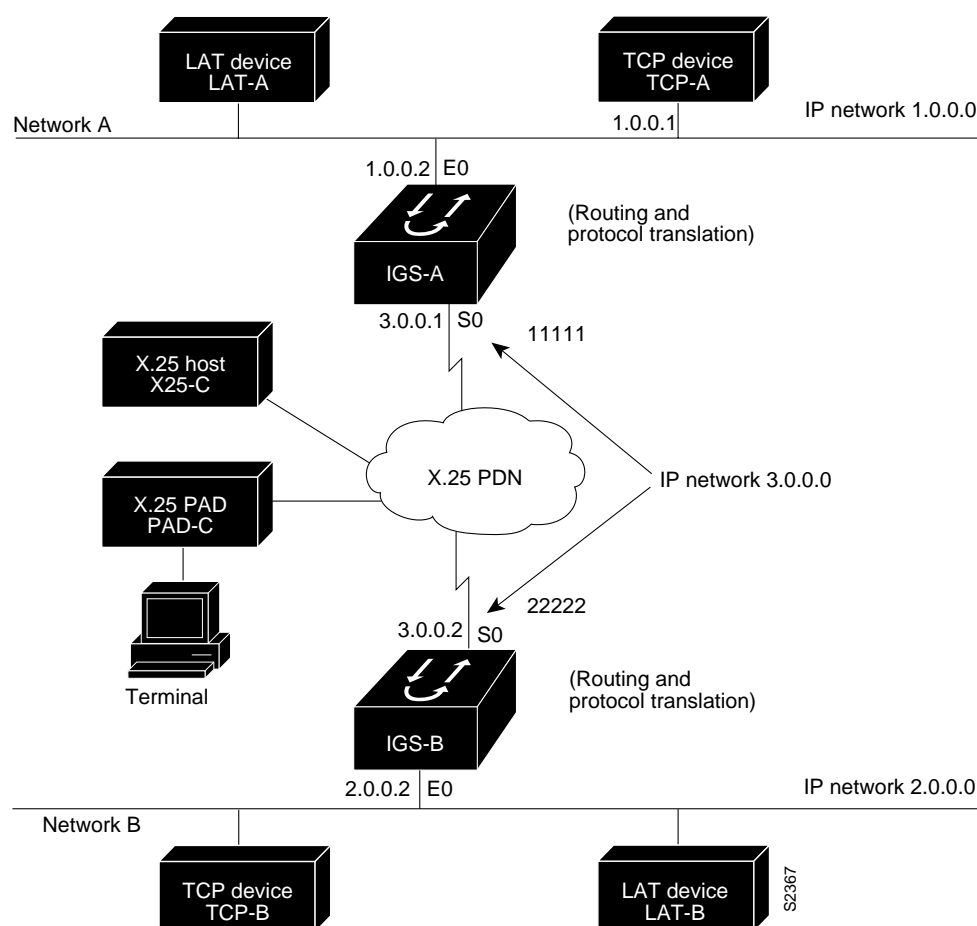 LAT device
LAT-A
TCP device
TCP-A
Network A
1.0.0.1
IP network 1.0.0.0
1.0.0.2
E0
(Routing and
protocol translation)
IGS-A
3.0.0.1
S0
11111
X.25 host
X25-C
X.25 PDN
IP network 3.0.0.0
X.25 PAD
PAD-C
22222
3.0.0.2
S0
Terminal
(Routing and
protocol translation)
IGS-B
2.0.0.2
E0
IP network 2.0.0.0
Network B
TCP device
TCP-B
LAT device
LAT-B
S2367